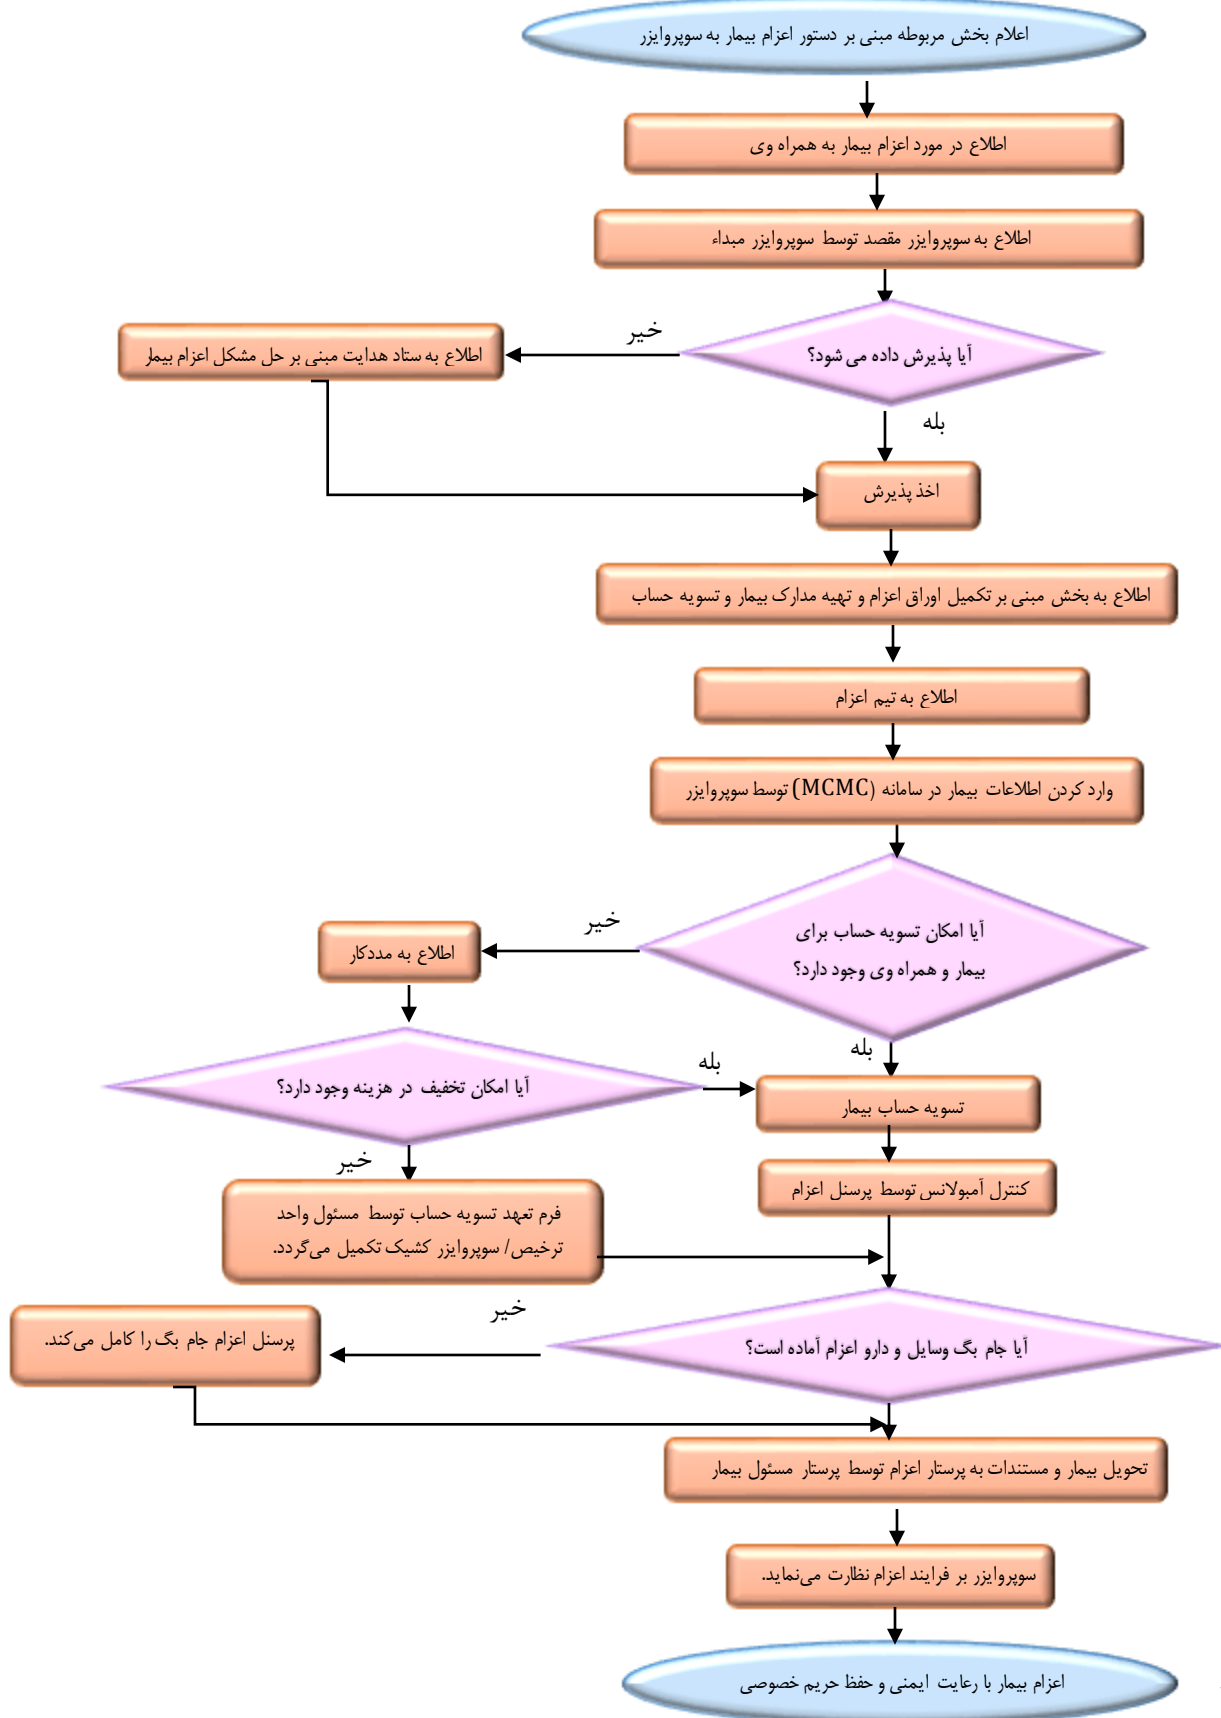 اعلام بخش مربوطه مبنی بر دستور اعزام بیمار به سوپروایزر
اطلاع در مورد اعزام بیمار به همراه وی
اطلاع به سوپروایزر مقصد توسط سوپروایزر مبداء
آیا پذیرش داده می شود؟
خیر
اطلاع به ستاد هدایت مبنی بر حل مشکل اعزام بیمار
بله
اخذ پذیرش
اطلاع به بخش مبنی بر تکمیل اوراق اعزام و تهیه مدارک بیمار و تسویه حساب
اطلاع به تیم اعزام
وارد کردن اطلاعات بیمار در سامانه (MCMC) توسط سوپروایزر
آیا امکان تسویه حساب برای
بیمار و همراه وی وجود دارد؟
خیر
اطلاع به مددکار
بله
آیا امکان تخفیف در هزینه وجود دارد؟
بله
تسویه حساب بیمار
خیر
کنترل آمبولانس توسط پرسنل اعزام
فرم تعهد تسویه حساب توسط مسئول واحد
ترخیص/ سوپروایزر کشیک تکمیل می‌گردد.
آیا جام بگ وسایل و دارو اعزام آماده است؟
خیر
پرسنل اعزام جام بگ را کامل می‌کند.
تحویل بیمار و مستندات به پرستار اعزام توسط پرستار مسئول بیمار
سوپروایزر بر فرایند اعزام نظارت می‌نماید.
اعزام بیمار با رعایت ایمنی و حفظ حریم خصوصی